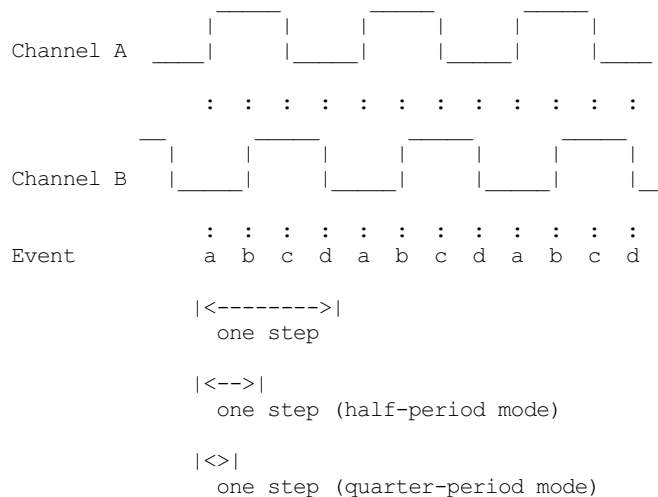 Channel A
: : : : : : : : : : : :
Channel B
: : : : : : : : : : : :
Event a b c d a b c d a b c d
|<-------->|
one step
|<-->|
one step (half-period mode)
|<>|
one step (quarter-period mode)